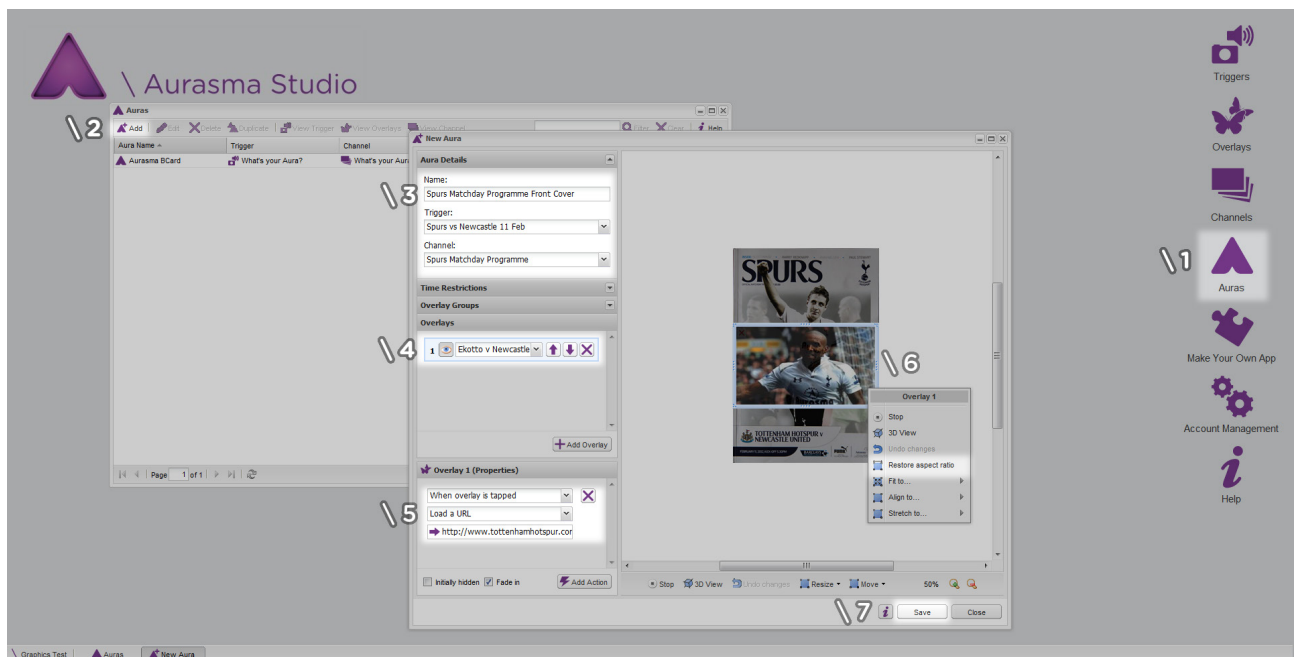 \ Aurasma Studio
Triggers
Overlays
Channels
\1
Auras
Make Your Own App
Account Management
Help
Auras
\2
Add Edit Delete Duplicate View Trigger View Overlays View Channel Filter Clear Help
Aura Name Trigger Channel
Aurasma BCard What's your Aura? What's your Aura
Page 1 of 1
New Aura
Aura Details
\3
Name:
Spurs Matchday Programme Front Cover
Trigger:
Spurs vs Newcastle 11 Feb
Channel:
Spurs Matchday Programme
Time Restrictions
Overlay Groups
Overlays
\4
1 Ekotto v Newcastle
Add Overlay
Overlay 1 (Properties)
\5
When overlay is tapped
Load a URL
http://www.tottenhamhotspur.cor
Initially hidden Fade in Add Action
SPURS
TOTTENHAM HOTSPUR v
NEWCASTLE UNITED
\6
Overlay 1
Stop
3D View
Undo changes
Restore aspect ratio
Fit to...
Align to...
Stretch to...
Stop 3D View Undo changes Resize Move 50%
\7
Save Close
\ Graphics Test Auras New Aura